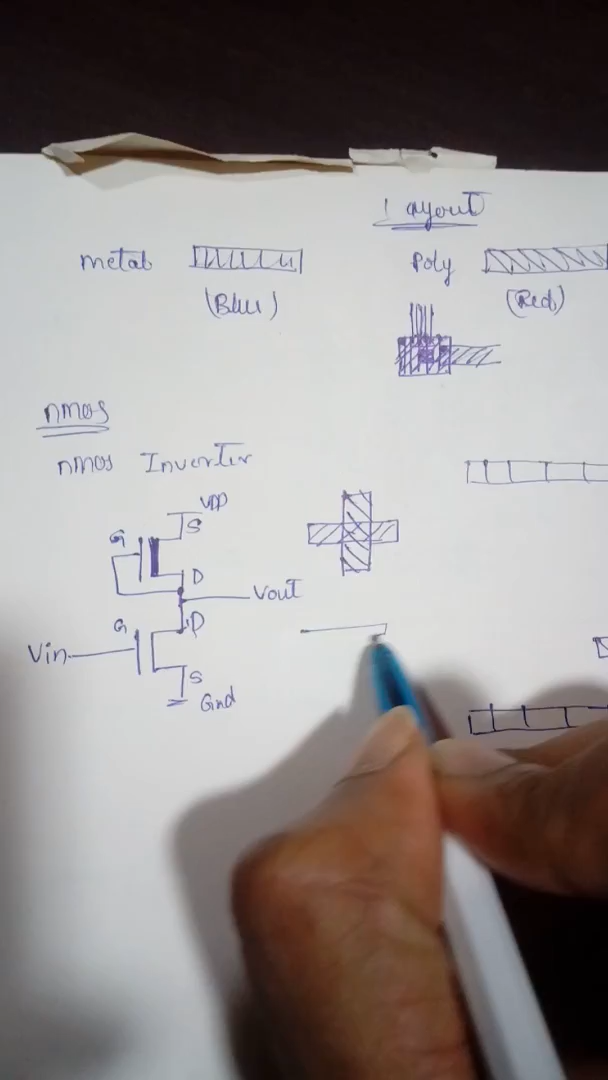 Layout
metal
Poly
(Blue)
(Red)
nmos
nmos Inverter
VDD
S
G
D
Vout
G
D
Vin
S
Gnd